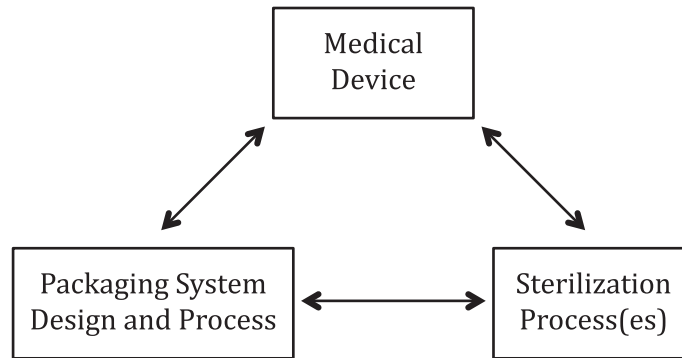 Medical
Device
Packaging System
Design and Process
Sterilization
Process(es)